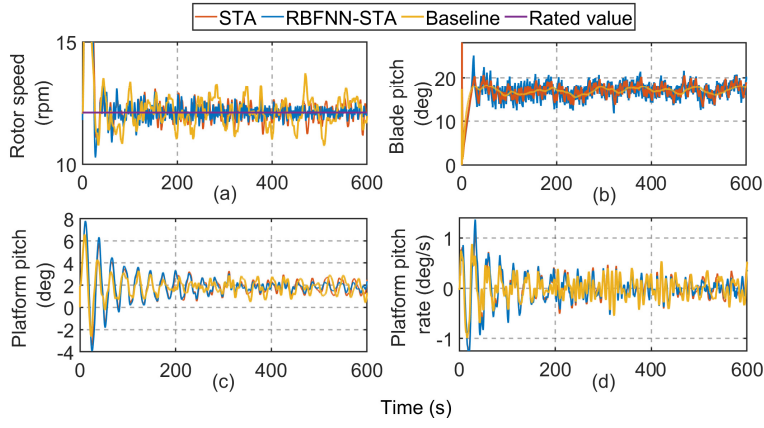 STA RBFNN-STA Baseline Rated value
Rotor speed
(rpm)
15
10
0 200 400 600
(a)
Blade pitch
(deg)
20
10
0
0 200 400 600
(b)
Platform pitch
(deg)
8
6
4
2
0
-2
-4
0 200 400 600
(c)
Platform pitch
rate (deg/s)
1
0
-1
0 200 400 600
(d)
Time (s)